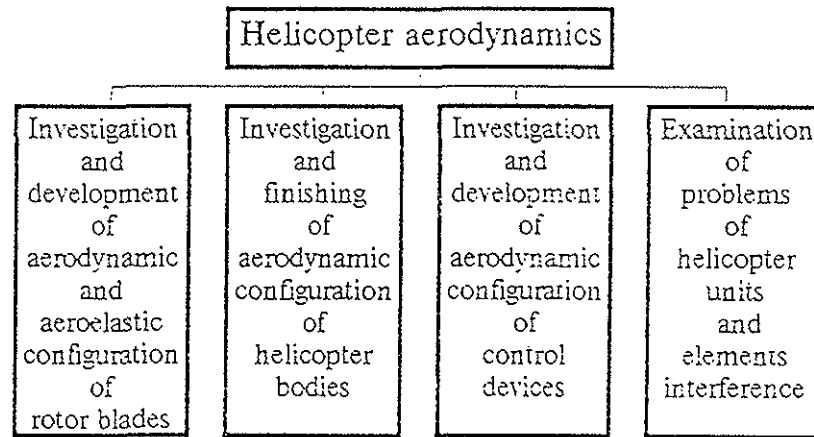 Helicopter aerodynamics
Investigation
and
development
of
aerodynamic
and
aeroelastic
configuration
of
rotor blades
Investigation
and
finishing
of
aerodynamic
configuration
of
helicopter
bodies
Investigation
and
development
of
aerodynamic
configuration
of
control
devices
Examination
of
problems
of
helicopter
units
and
elements
interference